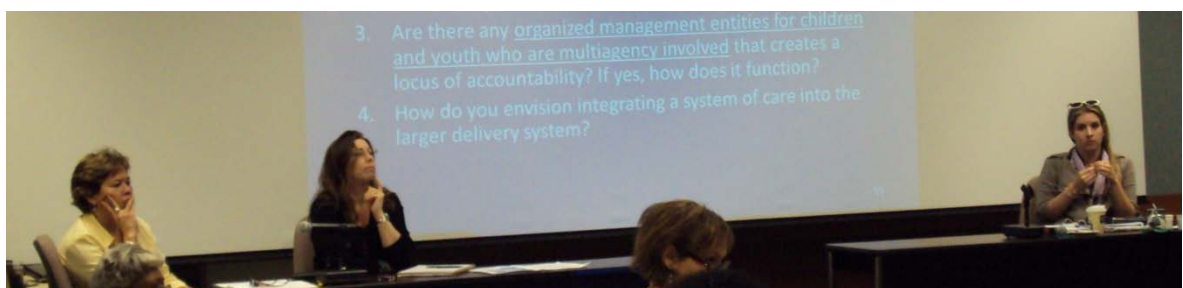 3. Are there any organized management entities for children
and youth who are multiagency involved that creates a
locus of accountability? If yes, how does it function?
4. How do you envision integrating a system of care into the
larger delivery system?